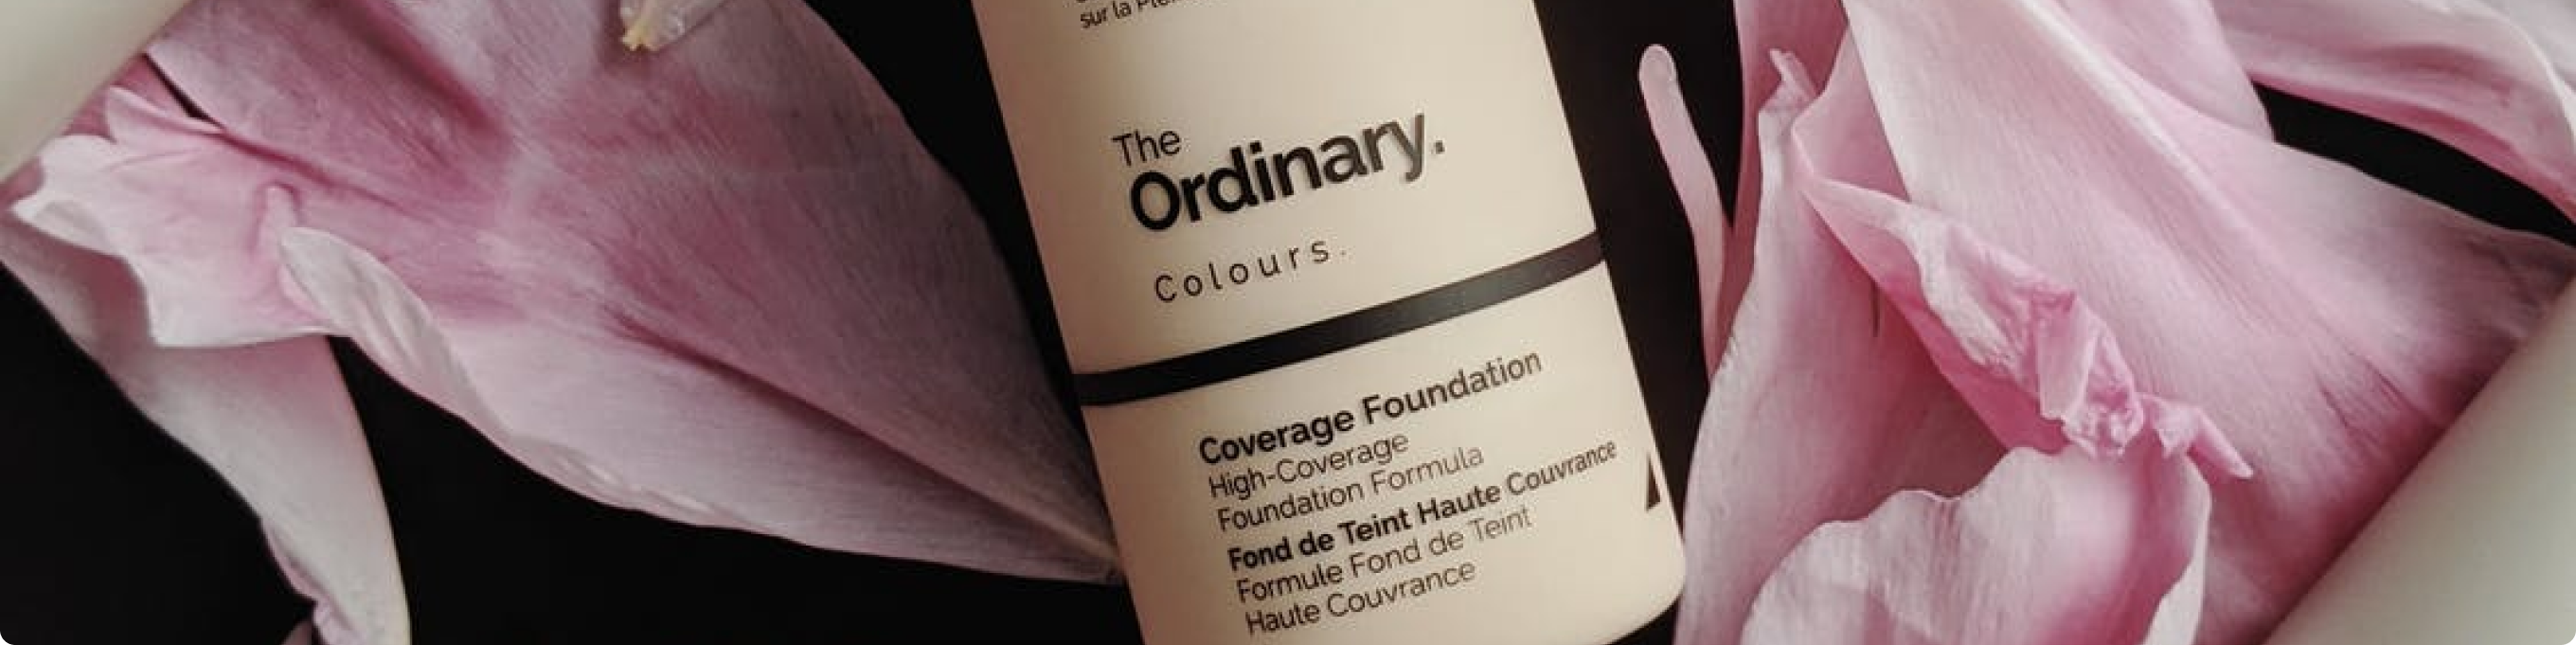 sur la
The
Ordinary.
Colours.
Coverage Foundation
High-Coverage
Foundation Formula
Fond de Teint Haute Couvrance
Formule Fond de Teint
Haute Couvrance